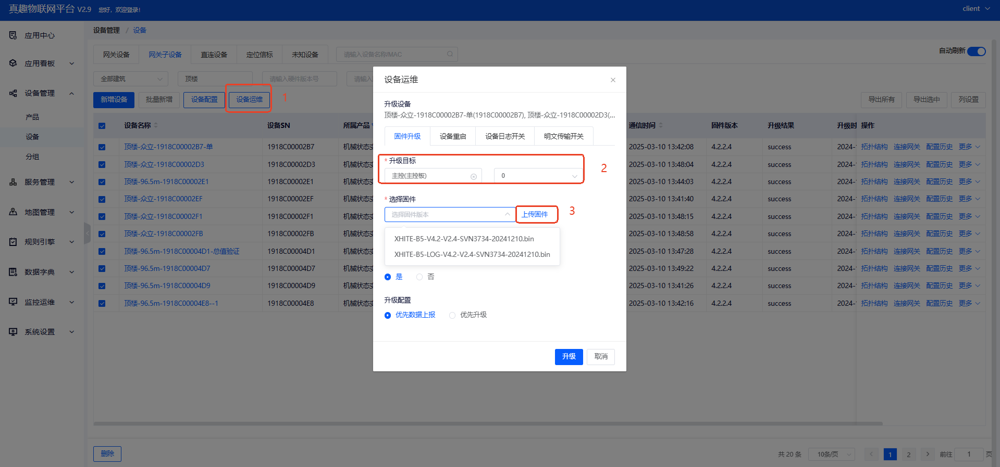 真趣物联网平台 V2.9 您好，欢迎登录!
client
应用中心
应用看板
设备管理
产品
设备
分组
服务管理
地图管理
规则引擎
数据字典
监控运维
系统设置
设备管理 / 设备
网关设备 网关子设备 直连设备 定位信标 未知设备 请输入设备名称/MAC
自动刷新
全部建筑 顶楼 请输入硬件版本号 请输入
新增设备 批量新增 设备配置 设备运维 1
导出所有 导出选中 列设置
设备名称 设备SN 所属产品 通信时间 固件版本 升级结果 升级时 操作
顶楼-众立-1918C00002B7-单 1918C00002B7 机械状态 2025-03-10 13:42:08 4.2.2.4 success 2024- 拓扑结构 连接网关 配置历史 更多
顶楼-众立-1918C00002D3 1918C00002D3 机械状态 2025-03-10 13:48:04 4.2.2.4 success 2024- 拓扑结构 连接网关 配置历史 更多
顶楼-96.5m-1918C00002E1 1918C00002E1 机械状态 2025-03-10 13:44:03 4.2.2.4 success 2024- 拓扑结构 连接网关 配置历史 更多
顶楼-众立-1918C00002EF 1918C00002EF 机械状态 2025-03-10 13:41:40 4.2.2.4 success 2024- 拓扑结构 连接网关 配置历史 更多
顶楼-众立-1918C00002F1 1918C00002F1 机械状态 2025-03-10 13:48:15 4.2.2.4 success 2024- 拓扑结构 连接网关 配置历史 更多
顶楼-众立-1918C00002FB 1918C00002FB 机械状态 2025-03-10 13:48:58 4.2.2.4 success 2024- 拓扑结构 连接网关 配置历史 更多
顶楼-96.5m-1918C00004D1-总值验证 1918C00004D1 机械状态 2025-03-10 13:47:28 4.2.2.4 success 2024- 拓扑结构 连接网关 配置历史 更多
顶楼-96.5m-1918C00004D7 1918C00004D7 机械状态 2025-03-10 13:49:22 4.2.2.4 success 2024- 拓扑结构 连接网关 配置历史 更多
顶楼-96.5m-1918C00004D9 1918C00004D9 机械状态 2025-03-10 13:41:26 4.2.2.4 success 2024- 拓扑结构 连接网关 配置历史 更多
顶楼-96.5m-1918C00004E8--1 1918C00004E8 机械状态 2025-03-10 13:42:16 4.2.2.4 success 2024- 拓扑结构 连接网关 配置历史 更多
设备运维
升级设备
顶楼-众立-1918C00002B7-单(1918C00002B7), 顶楼-众立-1918C00002D3(...
固件升级 设备重启 设备日志开关 明文传输开关
* 升级目标
主控(主控板) 0 2
* 选择固件
选择固件版本 上传固件 3
XHITE-B5-V4.2-V2.4-SVN3734-20241210.bin
XHITE-B5-LOG-V4.2-V2.4-SVN3734-20241210.bin
是 否
升级配置
优先数据上报 优先升级
升级 取消
删除
共 20 条 10条/页 1 2 前往 1 页